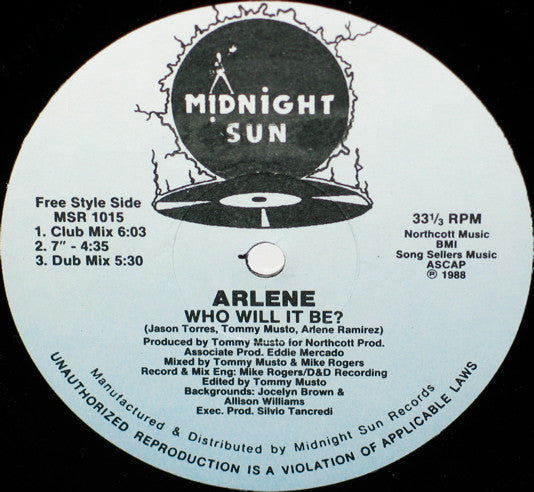 MIDNIGHT
SUN
Free Style Side
MSR 1015
1. Club Mix 6:03
2. 7" - 4:35
3. Dub Mix 5:30
33⅓ RPM
Northcott Music
BMI
Song Sellers Music
ASCAP
℗ 1988
ARLENE
WHO WILL IT BE?
(Jason Torres, Tommy Musto, Arlene Ramirez)
Produced by Tommy Musto for Northcott Prod.
Associate Prod. Eddie Mercado
Mixed by Tommy Musto & Mike Rogers
Record & Mix Eng: Mike Rogers/D&D Recording
Edited by Tommy Musto
Backgrounds: Jocelyn Brown &
Allison Williams
Exec. Prod. Silvio Tancredi
Manufactured & Distributed by Midnight Sun Records
UNAUTHORIZED REPRODUCTION IS A VIOLATION OF APPLICABLE LAWS